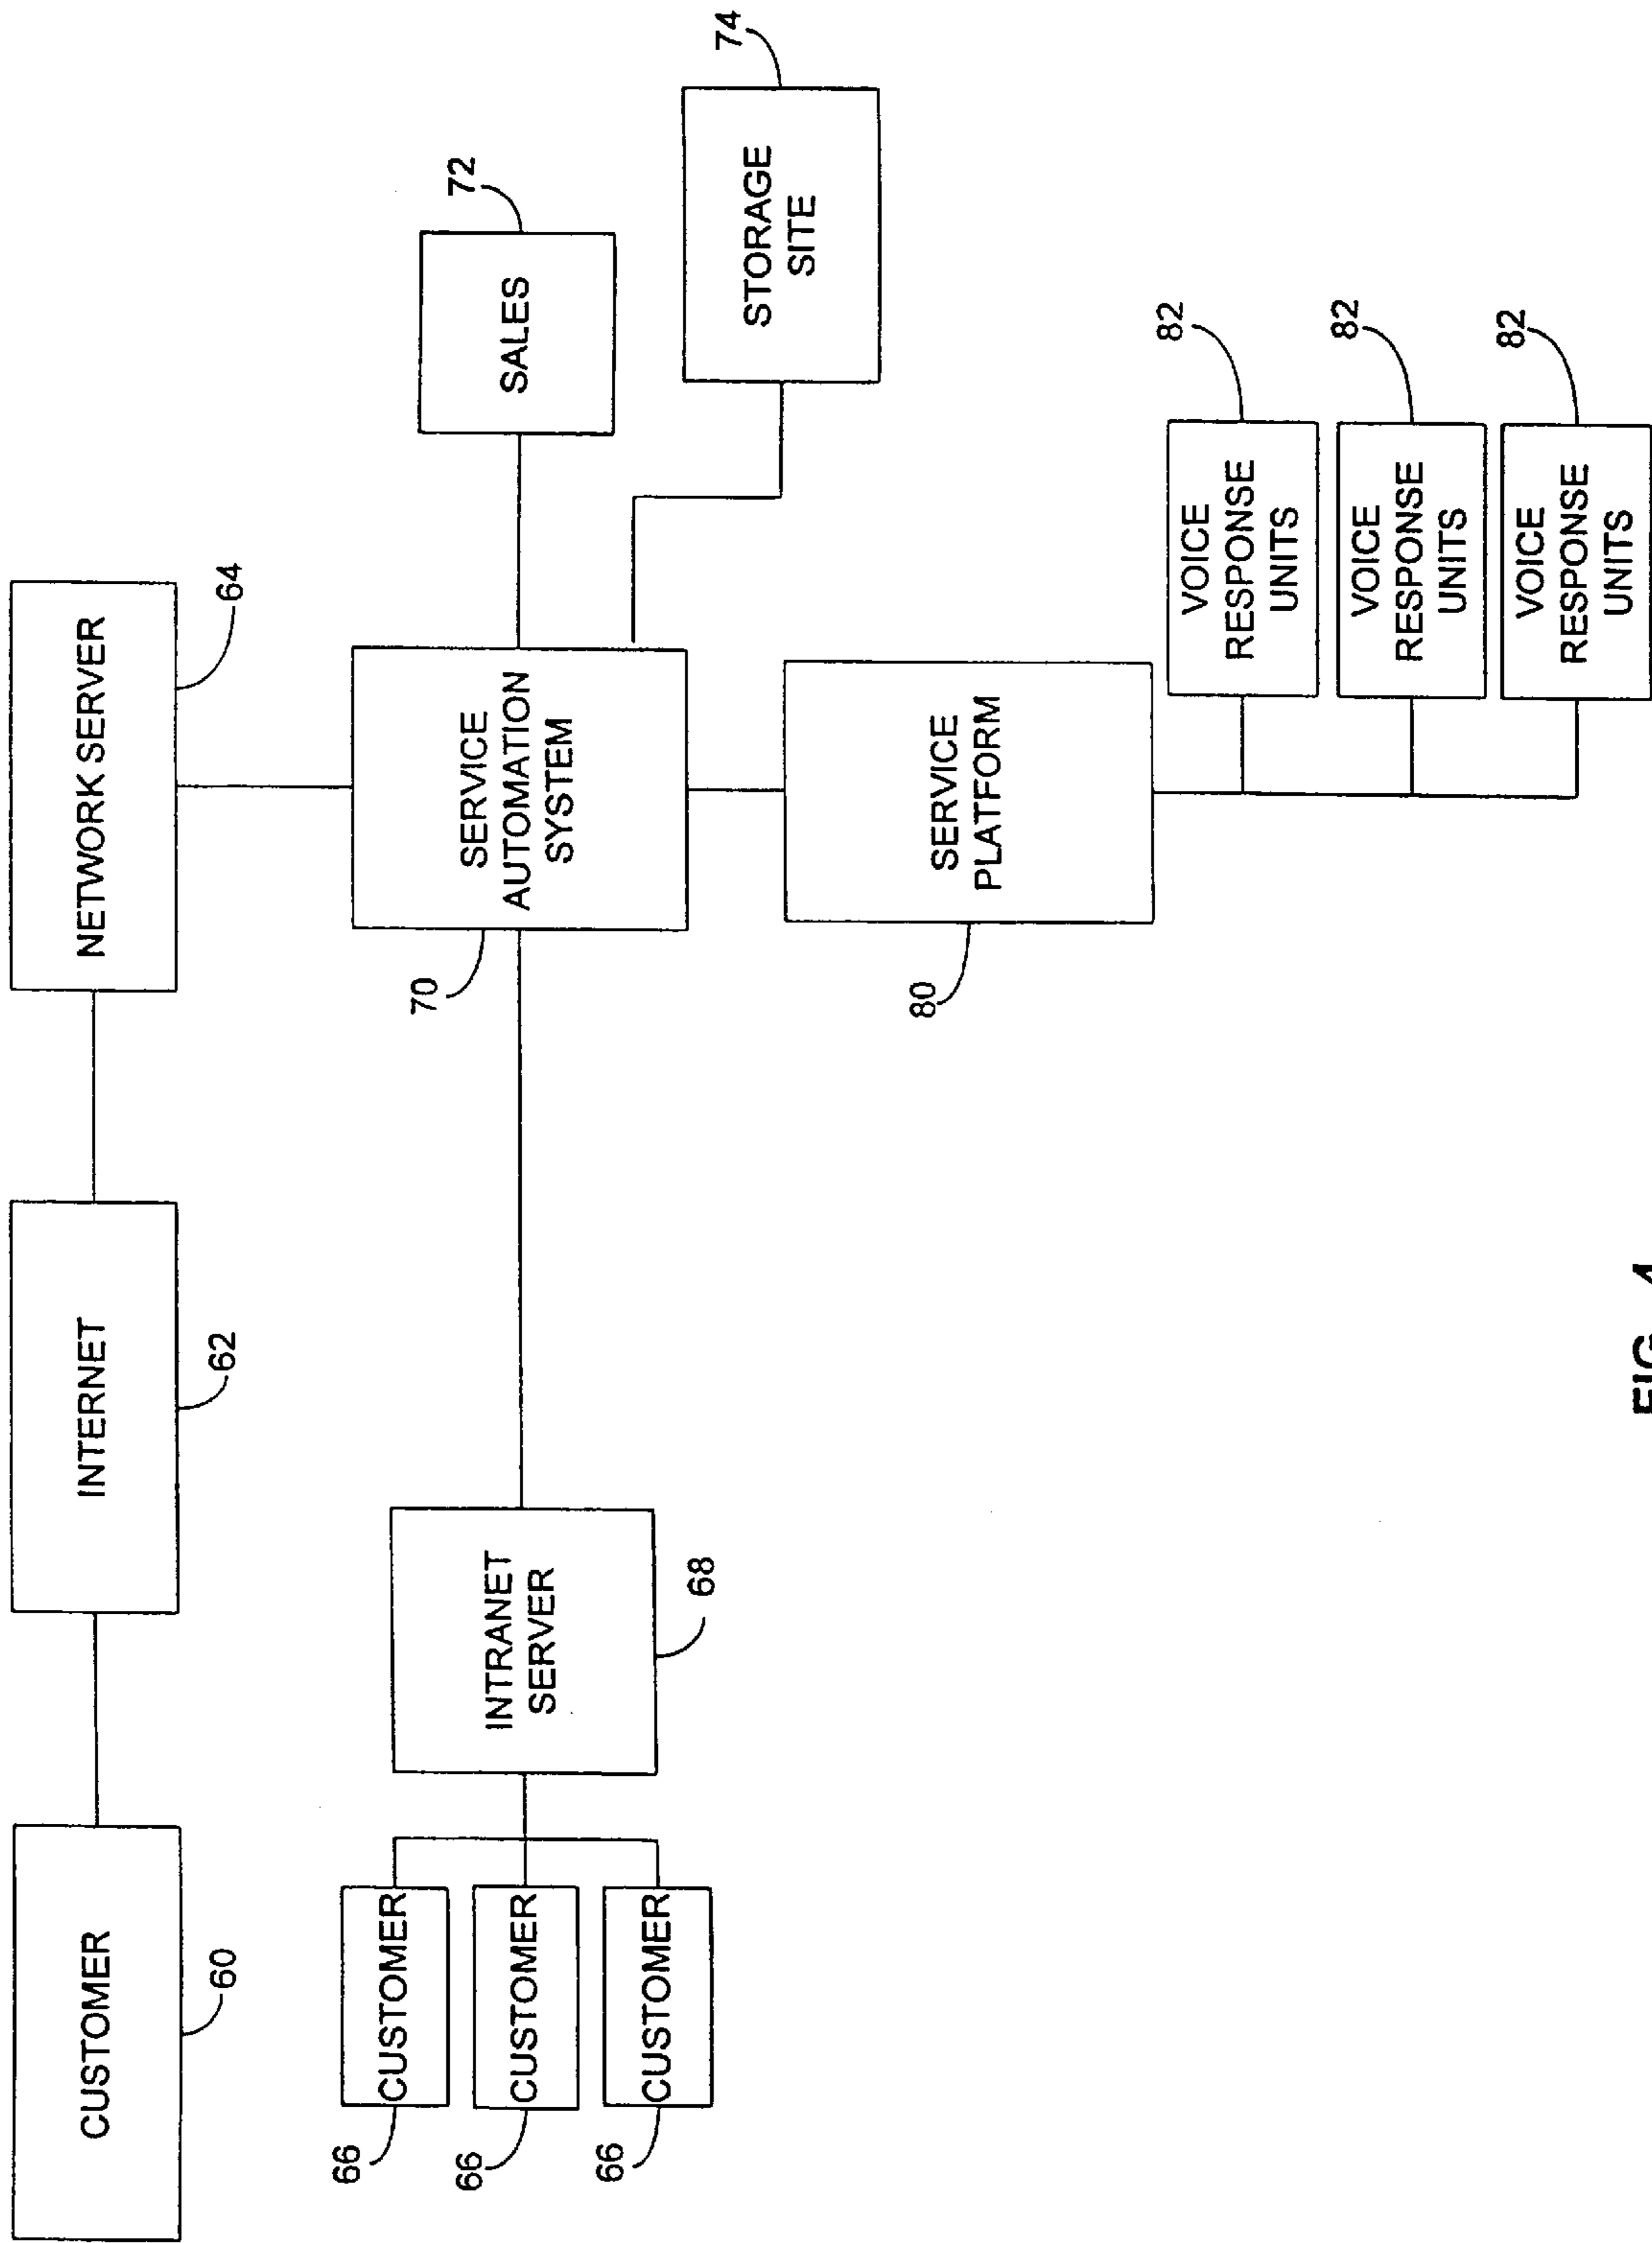 CUSTOMER
60
INTERNET
62
NETWORK SERVER
64
66
CUSTOMER
66
CUSTOMER
66
CUSTOMER
INTRANET
SERVER
68
70
SERVICE
AUTOMATION
SYSTEM
SALES
72
STORAGE
SITE
74
80
SERVICE
PLATFORM
VOICE
RESPONSE
UNITS
82
VOICE
RESPONSE
UNITS
82
VOICE
RESPONSE
UNITS
82
FIG. 4